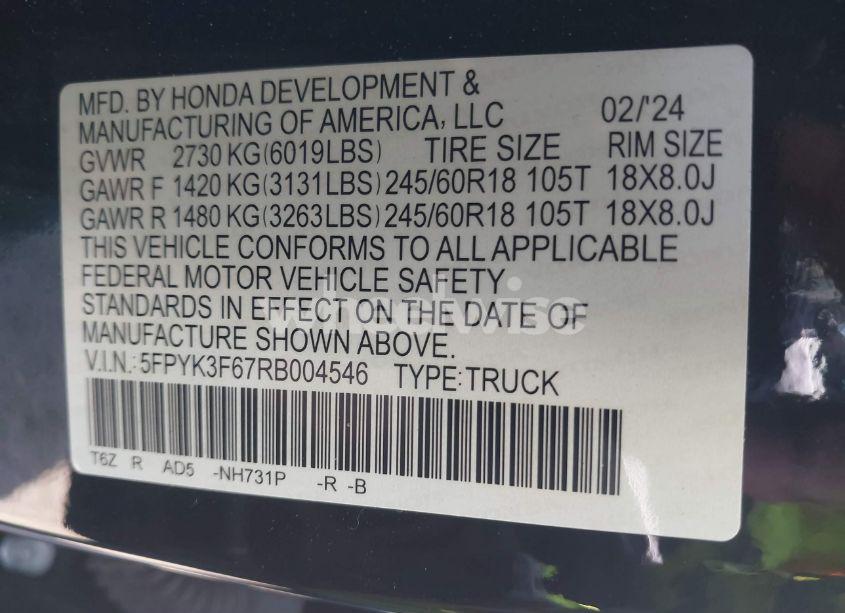 MFD. BY HONDA DEVELOPMENT &
MANUFACTURING OF AMERICA, LLC 02/'24
GVWR 2730 KG(6019LBS) TIRE SIZE RIM SIZE
GAWR F 1420 KG(3131LBS) 245/60R18 105T 18X8.0J
GAWR R 1480 KG(3263LBS) 245/60R18 105T 18X8.0J
THIS VEHICLE CONFORMS TO ALL APPLICABLE
FEDERAL MOTOR VEHICLE SAFETY
STANDARDS IN EFFECT ON THE DATE OF
MANUFACTURE SHOWN ABOVE.
V.I.N.: 5FPYK3F67RB004546 TYPE:TRUCK
T6Z R AD5 -NH731P -R -B